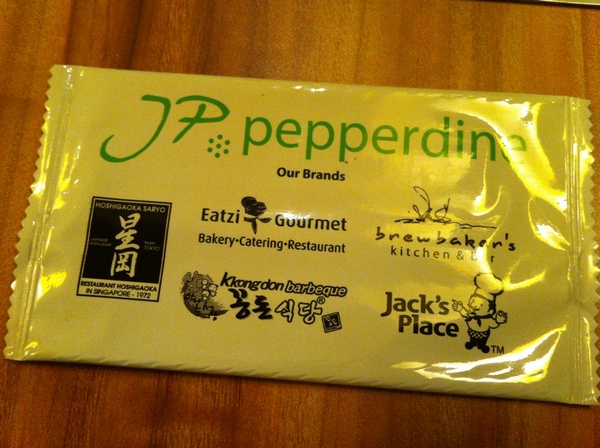 JP pepperdine
Our Brands
HOSHIGAOKA SARYO
星岡
RESTAURANT HOSHIGAOKA
IN SINGAPORE - 1972
Eatzi Gourmet
Bakery•Catering•Restaurant
brewbaker's
kitchen & bar
kkongdon barbeque
꽁돈식당®
Jack's
Place
TM